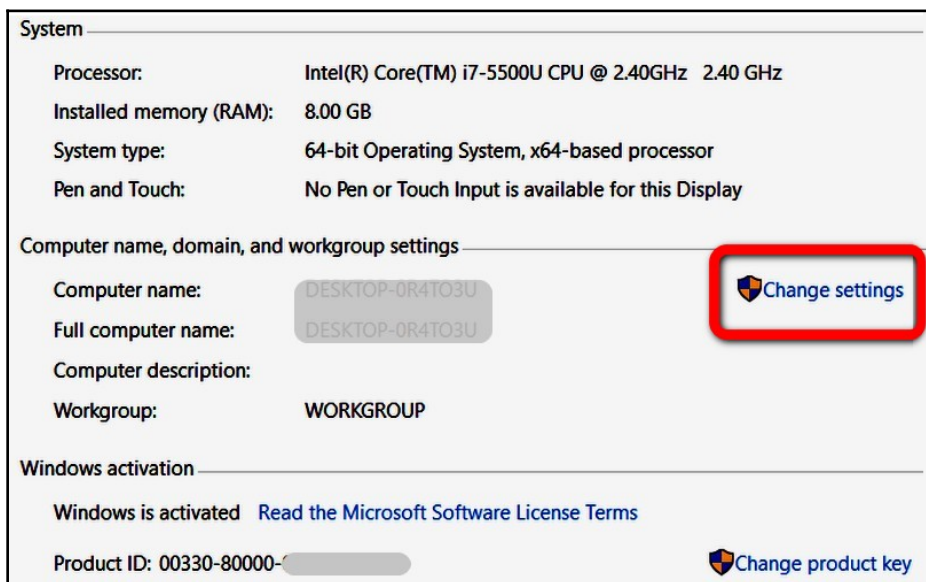 System
Processor: Intel(R) Core(TM) i7-5500U CPU @ 2.40GHz 2.40 GHz
Installed memory (RAM): 8.00 GB
System type: 64-bit Operating System, x64-based processor
Pen and Touch: No Pen or Touch Input is available for this Display
Computer name, domain, and workgroup settings
Computer name: DESKTOP-0R4TO3U Change settings
Full computer name: DESKTOP-0R4TO3U
Computer description:
Workgroup: WORKGROUP
Windows activation
Windows is activated Read the Microsoft Software License Terms
Product ID: 00330-80000- Change product key